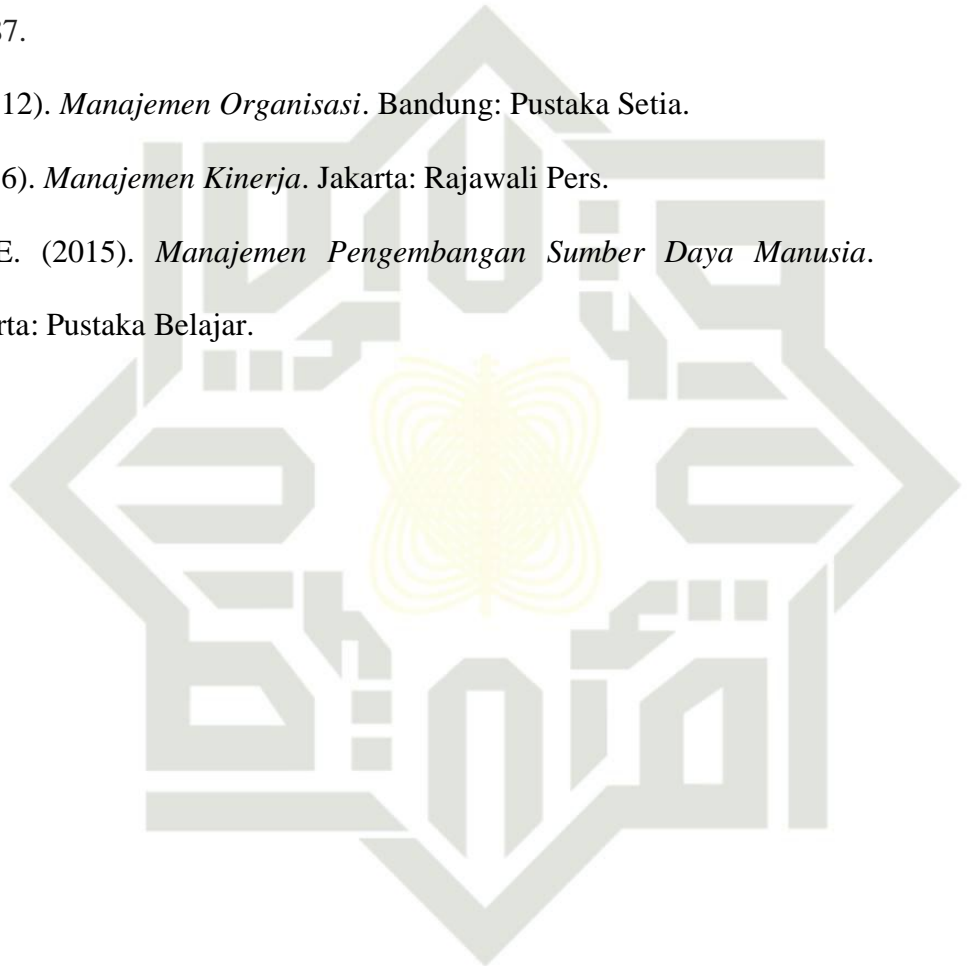 37.
12). Manajemen Organisasi. Bandung: Pustaka Setia.
6). Manajemen Kinerja. Jakarta: Rajawali Pers.
E. (2015). Manajemen Pengembangan Sumber Daya Manusia.
rta: Pustaka Belajar.